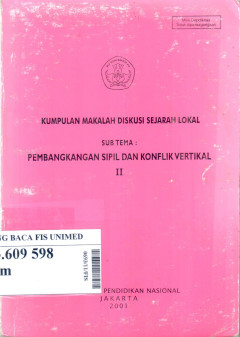 KUMPULAN MAKALAH DISKUSI SEJARAH LOKAL
SUB TEMA :
PEMBANGKANGAN SIPIL DAN KONFLIK VERTIKAL
II
NG BACA FIS UNIMED
.609 598
m
PENDIDIKAN NASIONAL
JAKARTA
2001